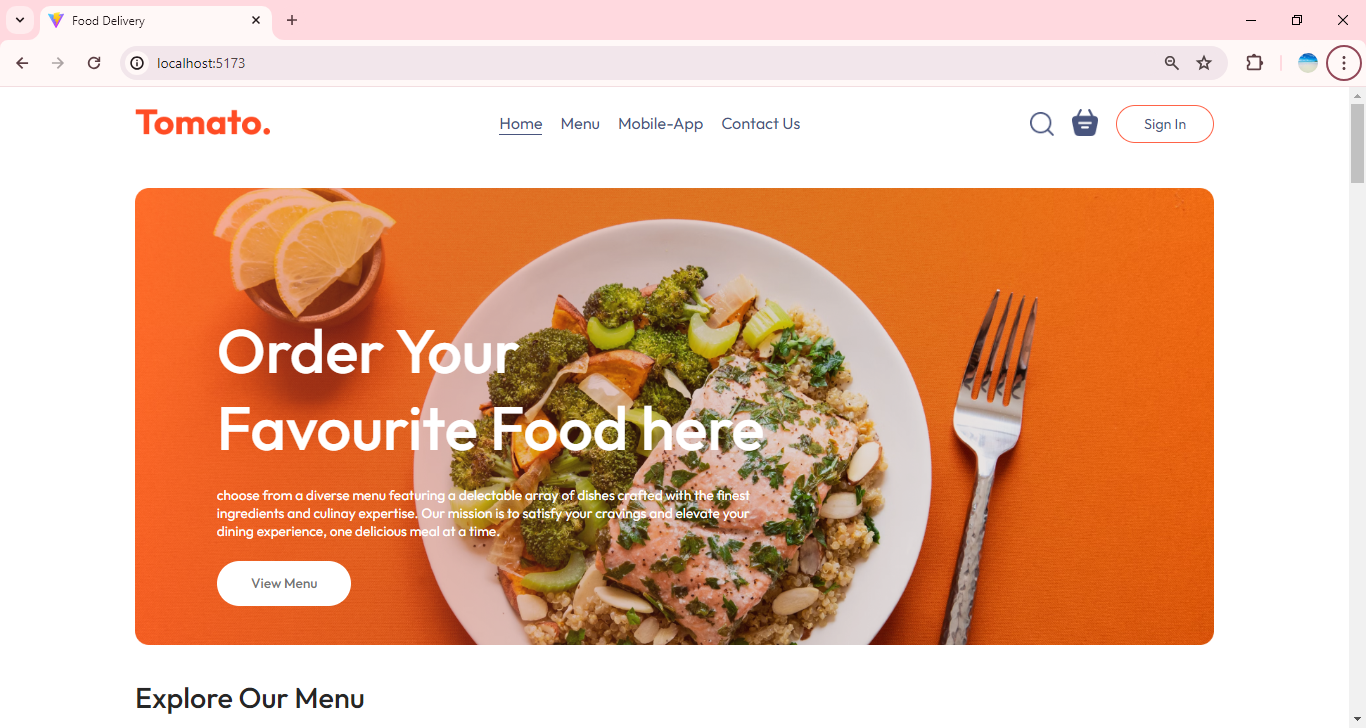 Food Delivery
localhost:5173
Tomato.
Home Menu Mobile-App Contact Us
Sign In
Order Your
Favourite Food here
choose from a diverse menu featuring a delectable array of dishes crafted with the finest
ingredients and culinay expertise. Our mission is to satisfy your cravings and elevate your
dining experience, one delicious meal at a time.
View Menu
Explore Our Menu